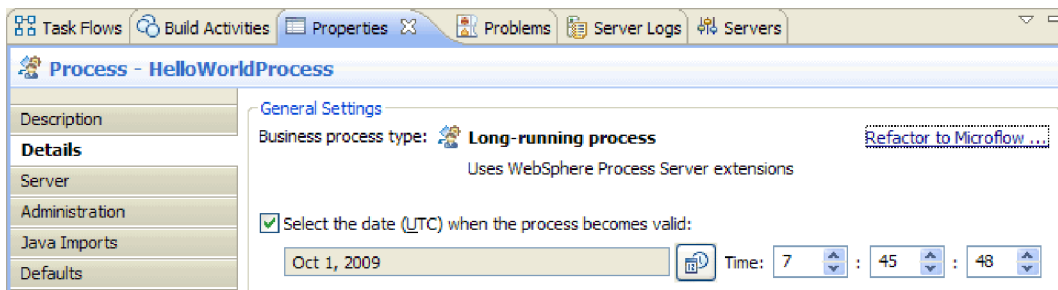 Task Flows Build Activities Properties Problems Server Logs Servers
Process - HelloWorldProcess
Description
Details
Server
Administration
Java Imports
Defaults
General Settings
Business process type: Long-running process Refactor to Microflow ...
Uses WebSphere Process Server extensions
Select the date (UTC) when the process becomes valid:
Oct 1, 2009 Time: 7 : 45 : 48